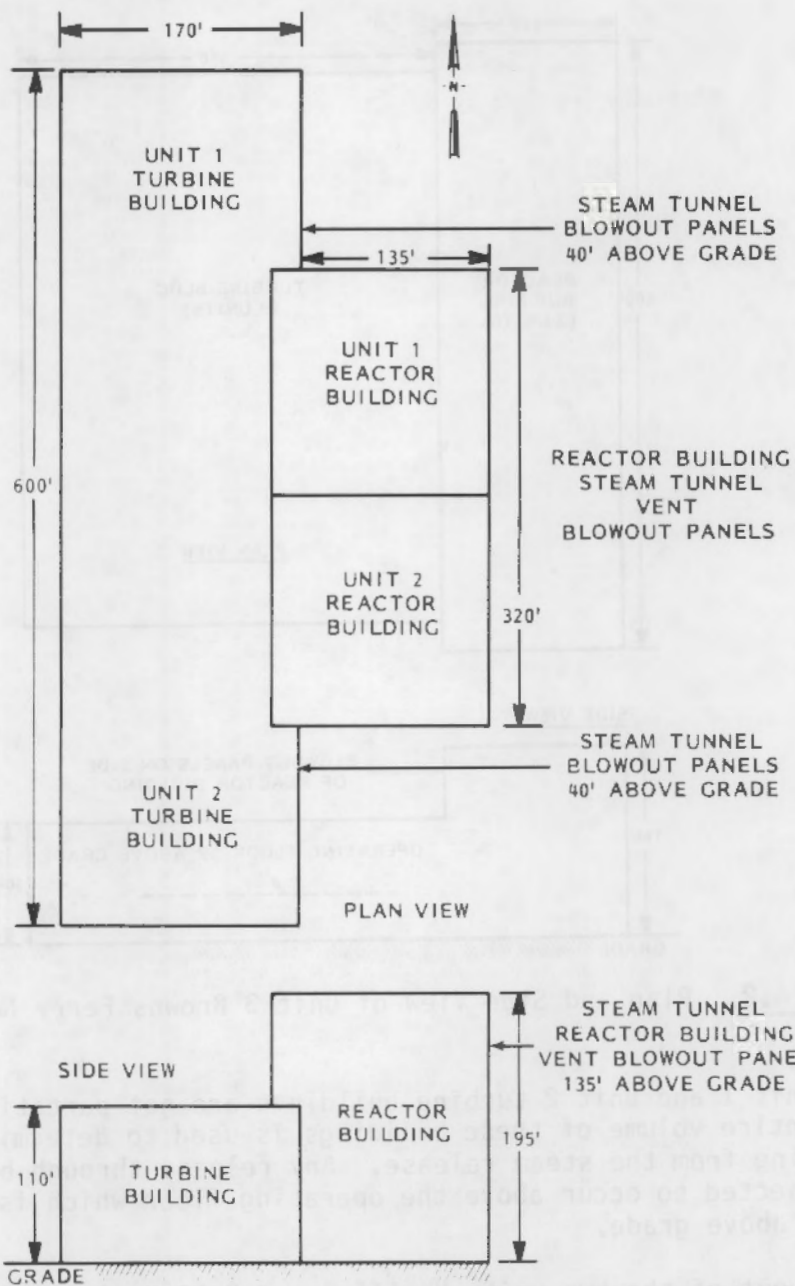 170'
N
UNIT 1
TURBINE
BUILDING
STEAM TUNNEL
BLOWOUT PANELS
40' ABOVE GRADE
135'
UNIT 1
REACTOR
BUILDING
600'
REACTOR BUILDING
STEAM TUNNEL
VENT
BLOWOUT PANELS
UNIT 2
REACTOR
BUILDING
320'
STEAM TUNNEL
BLOWOUT PANELS
40' ABOVE GRADE
UNIT 2
TURBINE
BUILDING
PLAN VIEW
STEAM TUNNEL
REACTOR BUILDING
VENT BLOWOUT PANE
135' ABOVE GRADE
SIDE VIEW
REACTOR
BUILDING
195'
110'
TURBINE
BUILDING
GRADE